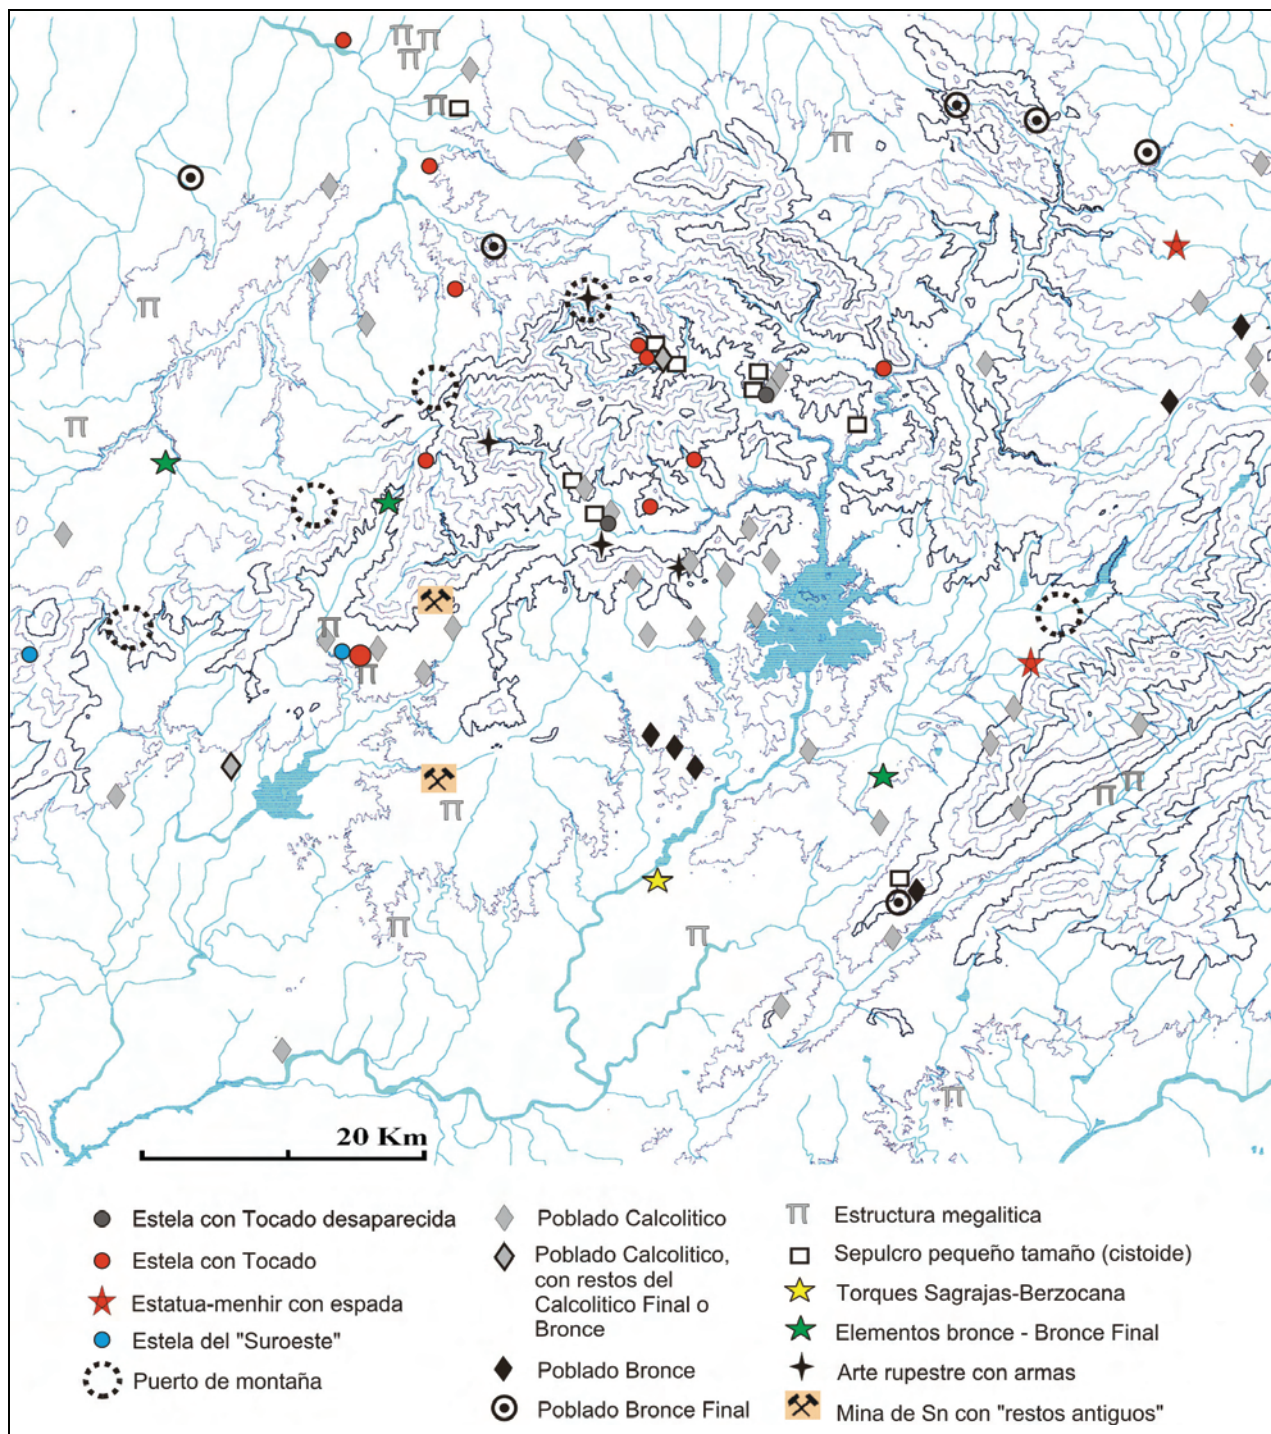 20 Km
Estela con Tocado desaparecida
Estela con Tocado
Estatua-menhir con espada
Estela del "Suroeste"
Puerto de montaña
Poblado Calcolitico
Poblado Calcolitico,
con restos del
Calcolitico Final o
Bronce
Poblado Bronce
Poblado Bronce Final
Estructura megalitica
Sepulcro pequeño tamaño (cistoide)
Torques Sagrajas-Berzocana
Elementos bronce - Bronce Final
Arte rupestre con armas
Mina de Sn con "restos antiguos"